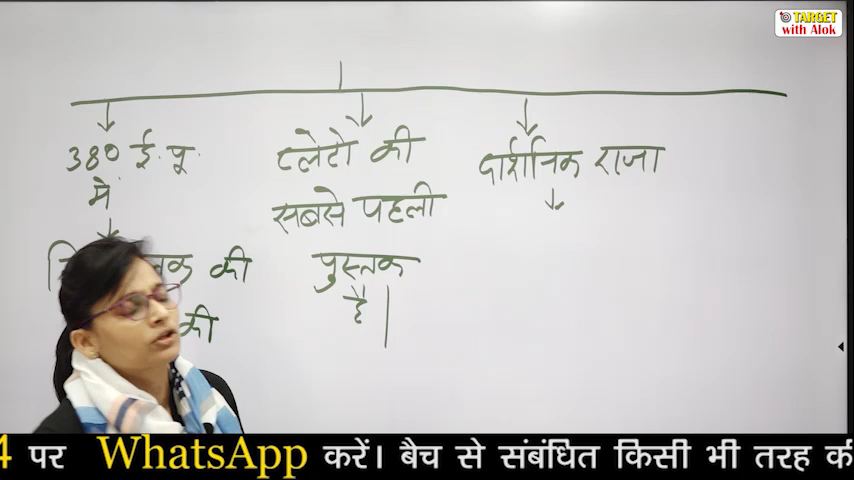 TARGET
with Alok
380 ई. पू.
में
की
की
प्लेटो की
सबसे पहली
पुस्तक
है|
दार्शनिक राजा
4 पर WhatsApp करें। बैच से संबंधित किसी भी तरह की